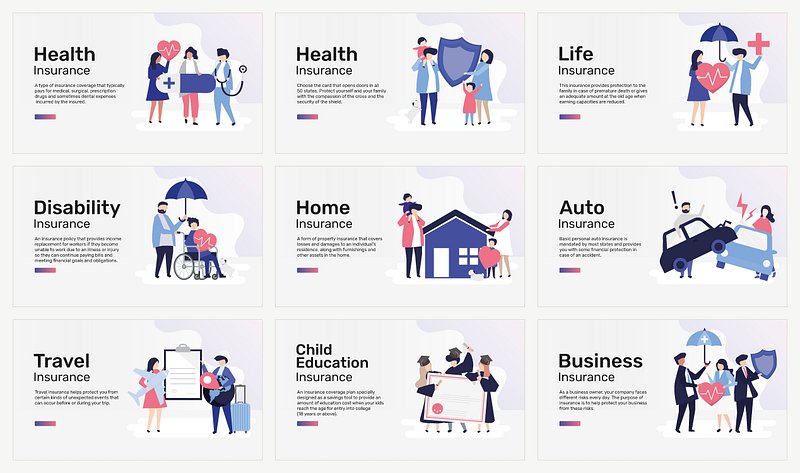 Health
Insurance
A type of insurance coverage that typically
pays for medical, surgical, prescription
drugs and sometimes dental expenses
incurred by the insured.
Health
Insurance
Choose the card that opens doors in all
50 states. Protect yourself and your family
with the compassion of the cross and the
security of the shield.
Life
Insurance
This insurance provides protection to the
family in case of premature death or gives
an adequate amount at the old age when
earning capacities are reduced.
Disability
Insurance
An insurance policy that provides income
replacement for workers if they become
unable to work due to an illness or injury
so they can continue paying bills and
meeting financial goals and obligations.
Home
Insurance
A form of property insurance that covers
losses and damages to an individual's
residence, along with furnishings and
other assets in the home.
Auto
Insurance
Basic personal auto insurance is
mandated by most states and provides
you with some financial protection in
case of an accident.
Travel
Insurance
Travel insurance helps protect you from
certain kinds of unexpected events that
can occur before or during your trip.
Child
Education
Insurance
An insurance coverage plan specially
designed as a savings tool to provide an
amount of education cost when your kids
reach the age for entry into college
(18 years or above).
Business
Insurance
As a business owner, your company faces
different risks every day. The purpose of
insurance is to help protect your business
from these risks.